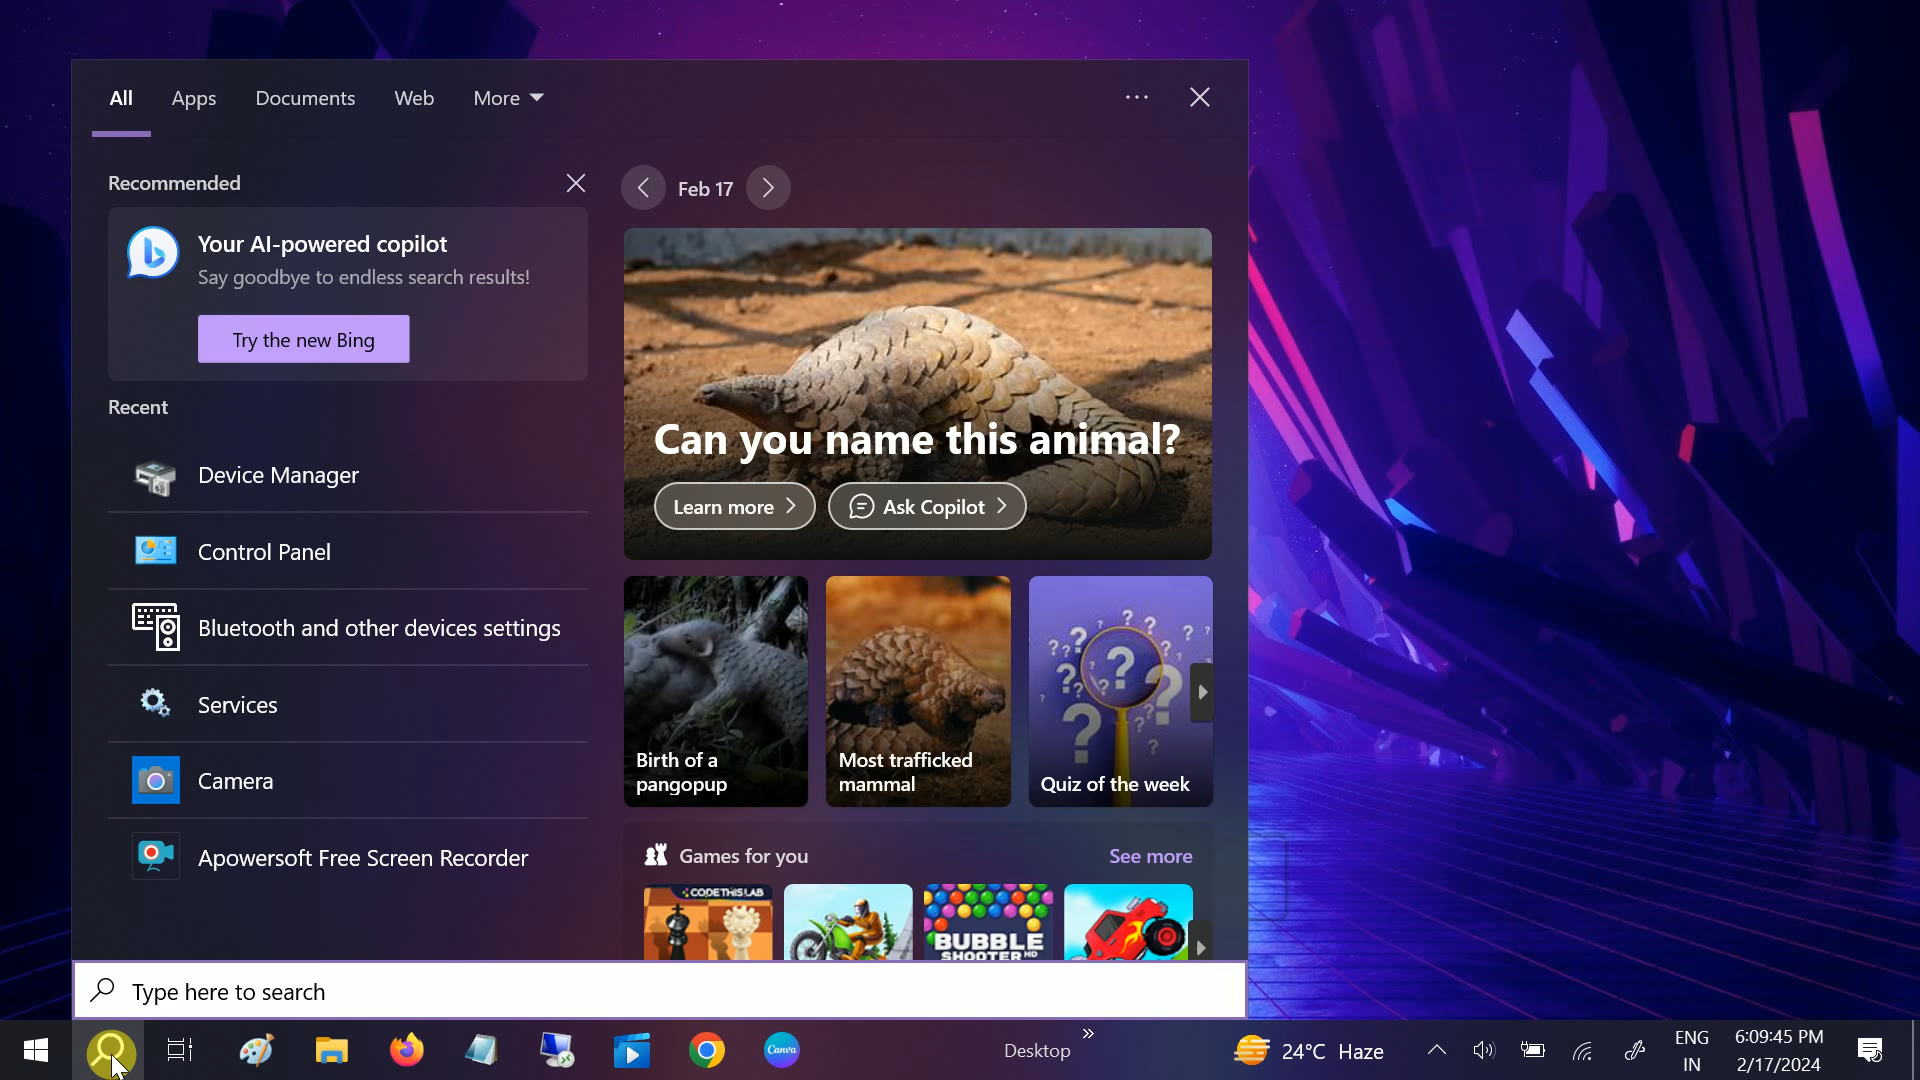 All
Apps
Documents
Web
More
Recommended
Your AI-powered copilot
Say goodbye to endless search results!
Try the new Bing
Recent
Device Manager
Control Panel
Bluetooth and other devices settings
Services
Camera
Apowersoft Free Screen Recorder
Feb 17
Can you name this animal?
Learn more
Ask Copilot
Birth of a
pangopup
Most trafficked
mammal
Quiz of the week
Games for you
See more
CODETHISLAB
BUBBLE
SHOOTER HD
Type here to search
Canva
Desktop
24°C Haze
ENG
IN
6:09:45 PM
2/17/2024